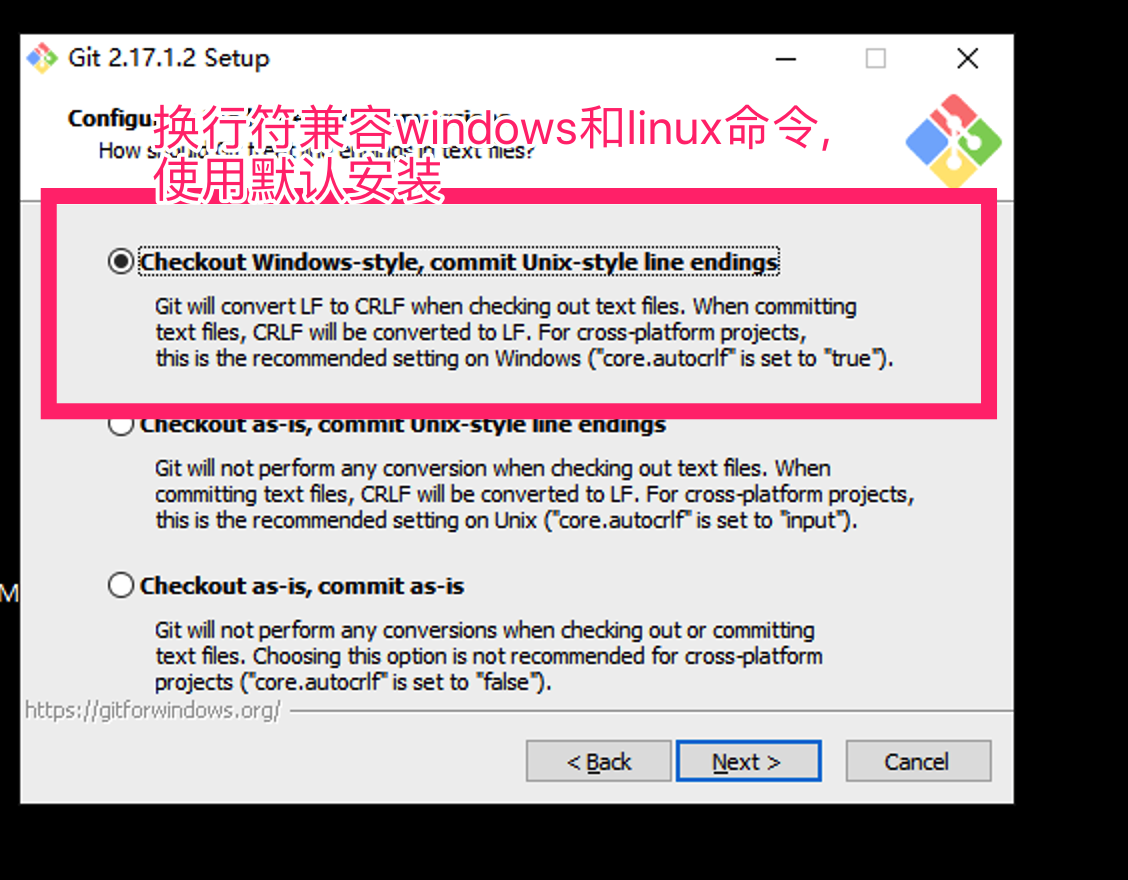 Git 2.17.1.2 Setup
换行符兼容windows和linux命令,
使用默认安装
Checkout Windows-style, commit Unix-style line endings
Git will convert LF to CRLF when checking out text files. When committing
text files, CRLF will be converted to LF. For cross-platform projects,
this is the recommended setting on Windows ("core.autocrlf" is set to "true").
Checkout as-is, commit Unix-style line endings
Git will not perform any conversion when checking out text files. When
committing text files, CRLF will be converted to LF. For cross-platform projects,
this is the recommended setting on Unix ("core.autocrlf" is set to "input").
Checkout as-is, commit as-is
Git will not perform any conversions when checking out or committing
text files. Choosing this option is not recommended for cross-platform
projects ("core.autocrlf" is set to "false").
M
https://gitforwindows.org/
< Back
Next >
Cancel